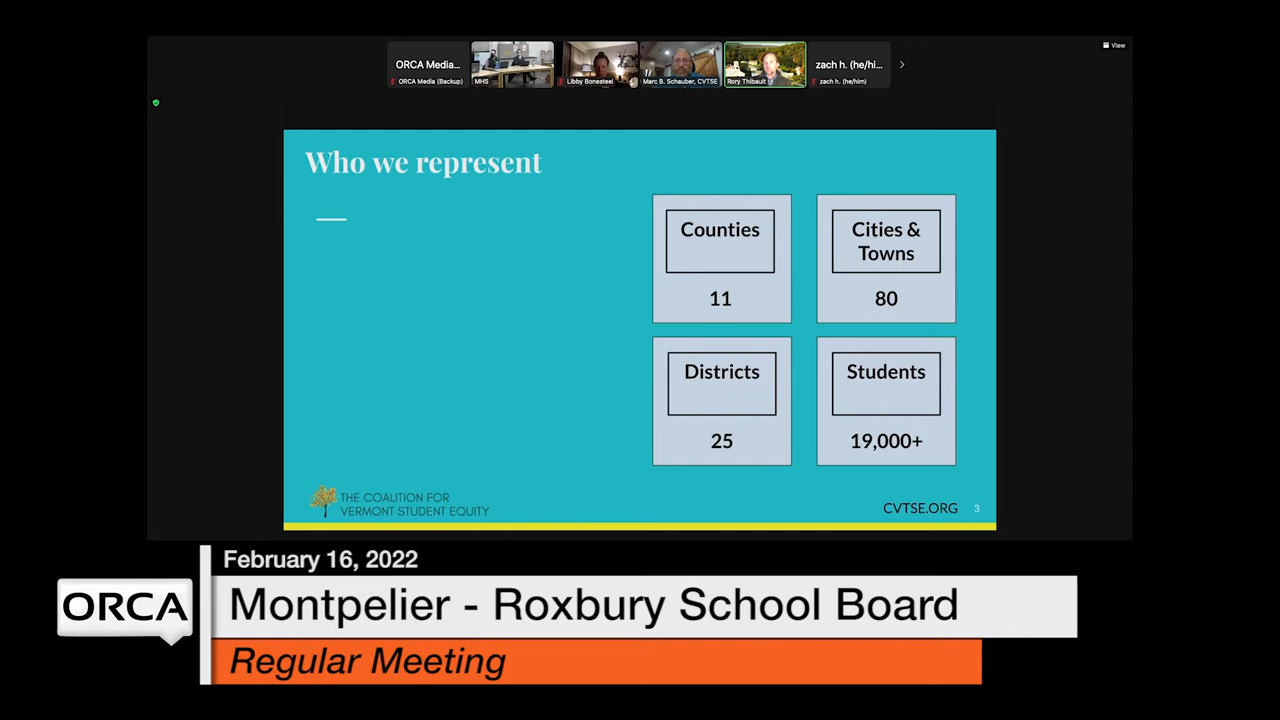 View
ORCA Media...
zach h. (he/hi...
ORCA Media (Backup)
MHS
Libby Bonesteel
Marc B. Schauber, CVTSE
Rory Thibault
zach h. (he/him)
Who we represent
Counties
11
Cities &
Towns
80
Districts
25
Students
19,000+
THE COALITION FOR
VERMONT STUDENT EQUITY
CVTSE.ORG
3
February 16, 2022
ORCA
Montpelier - Roxbury School Board
Regular Meeting